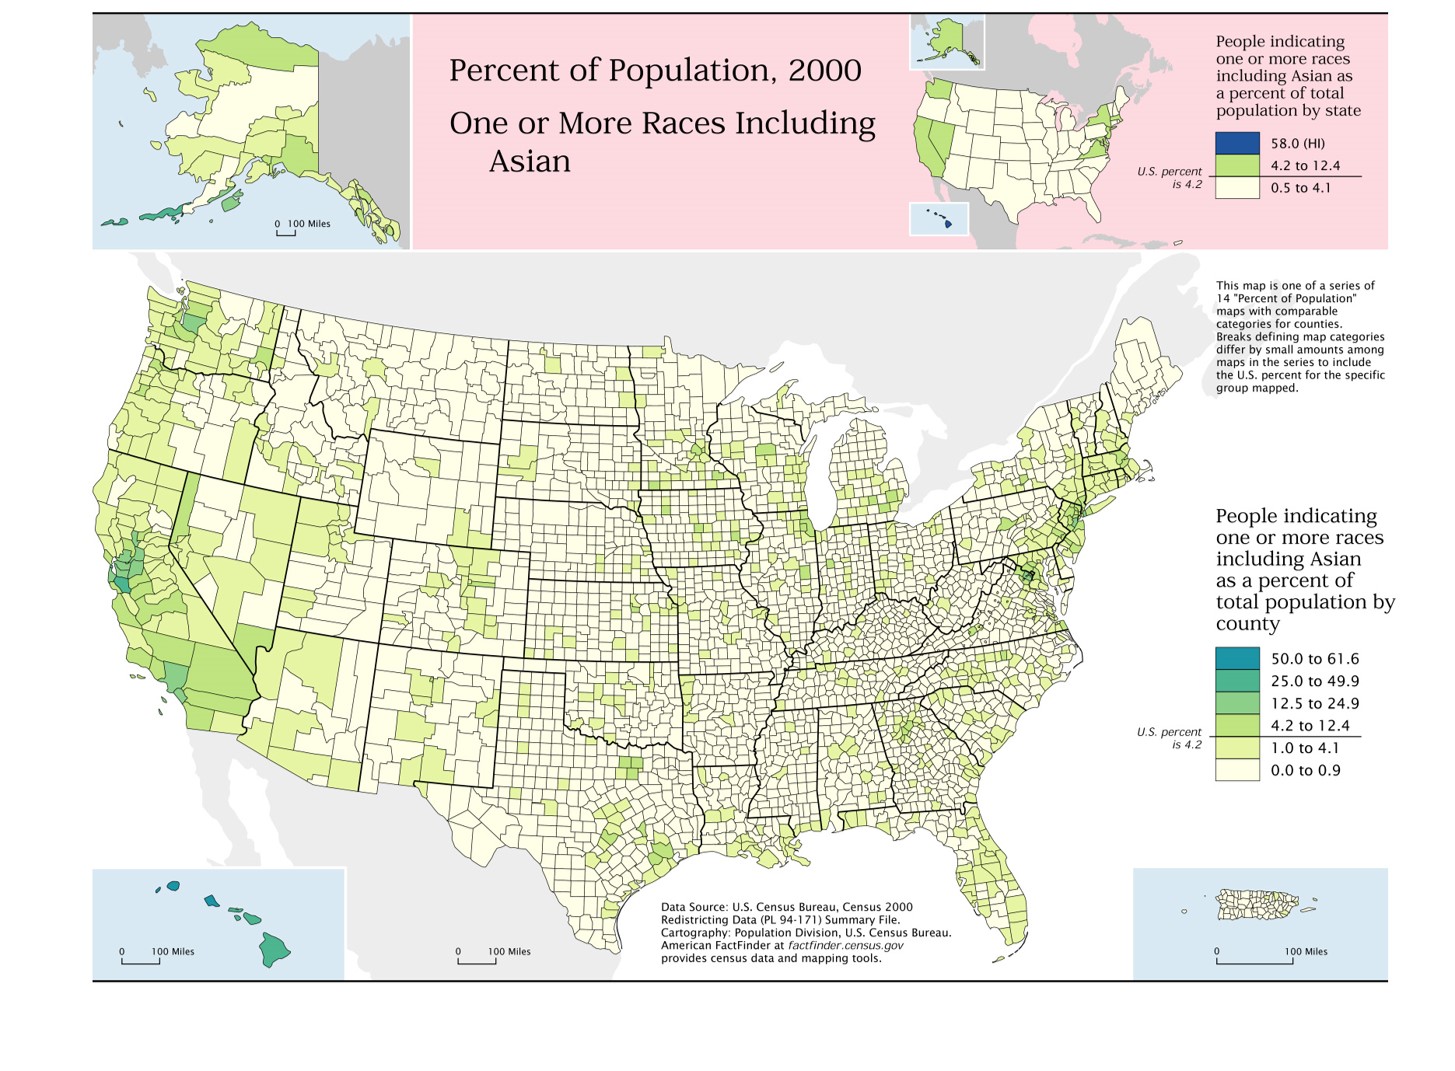 Percent of Population, 2000
One or More Races Including
Asian
0 100 Miles
People indicating
one or more races
including Asian as
a percent of total
population by state
58.0 (HI)
4.2 to 12.4
0.5 to 4.1
U.S. percent
is 4.2
This map is one of a series of
14 "Percent of Population"
maps with comparable
categories for counties.
Breaks defining map categories
differ by small amounts among
maps in the series to include
the U.S. percent for the specific
group mapped.
People indicating
one or more races
including Asian
as a percent of
total population by
county
50.0 to 61.6
25.0 to 49.9
12.5 to 24.9
4.2 to 12.4
1.0 to 4.1
0.0 to 0.9
U.S. percent
is 4.2
Data Source: U.S. Census Bureau, Census 2000
Redistricting Data (PL 94-171) Summary File.
Cartography: Population Division, U.S. Census Bureau.
American FactFinder at factfinder.census.gov
provides census data and mapping tools.
0 100 Miles
0 100 Miles
0 100 Miles